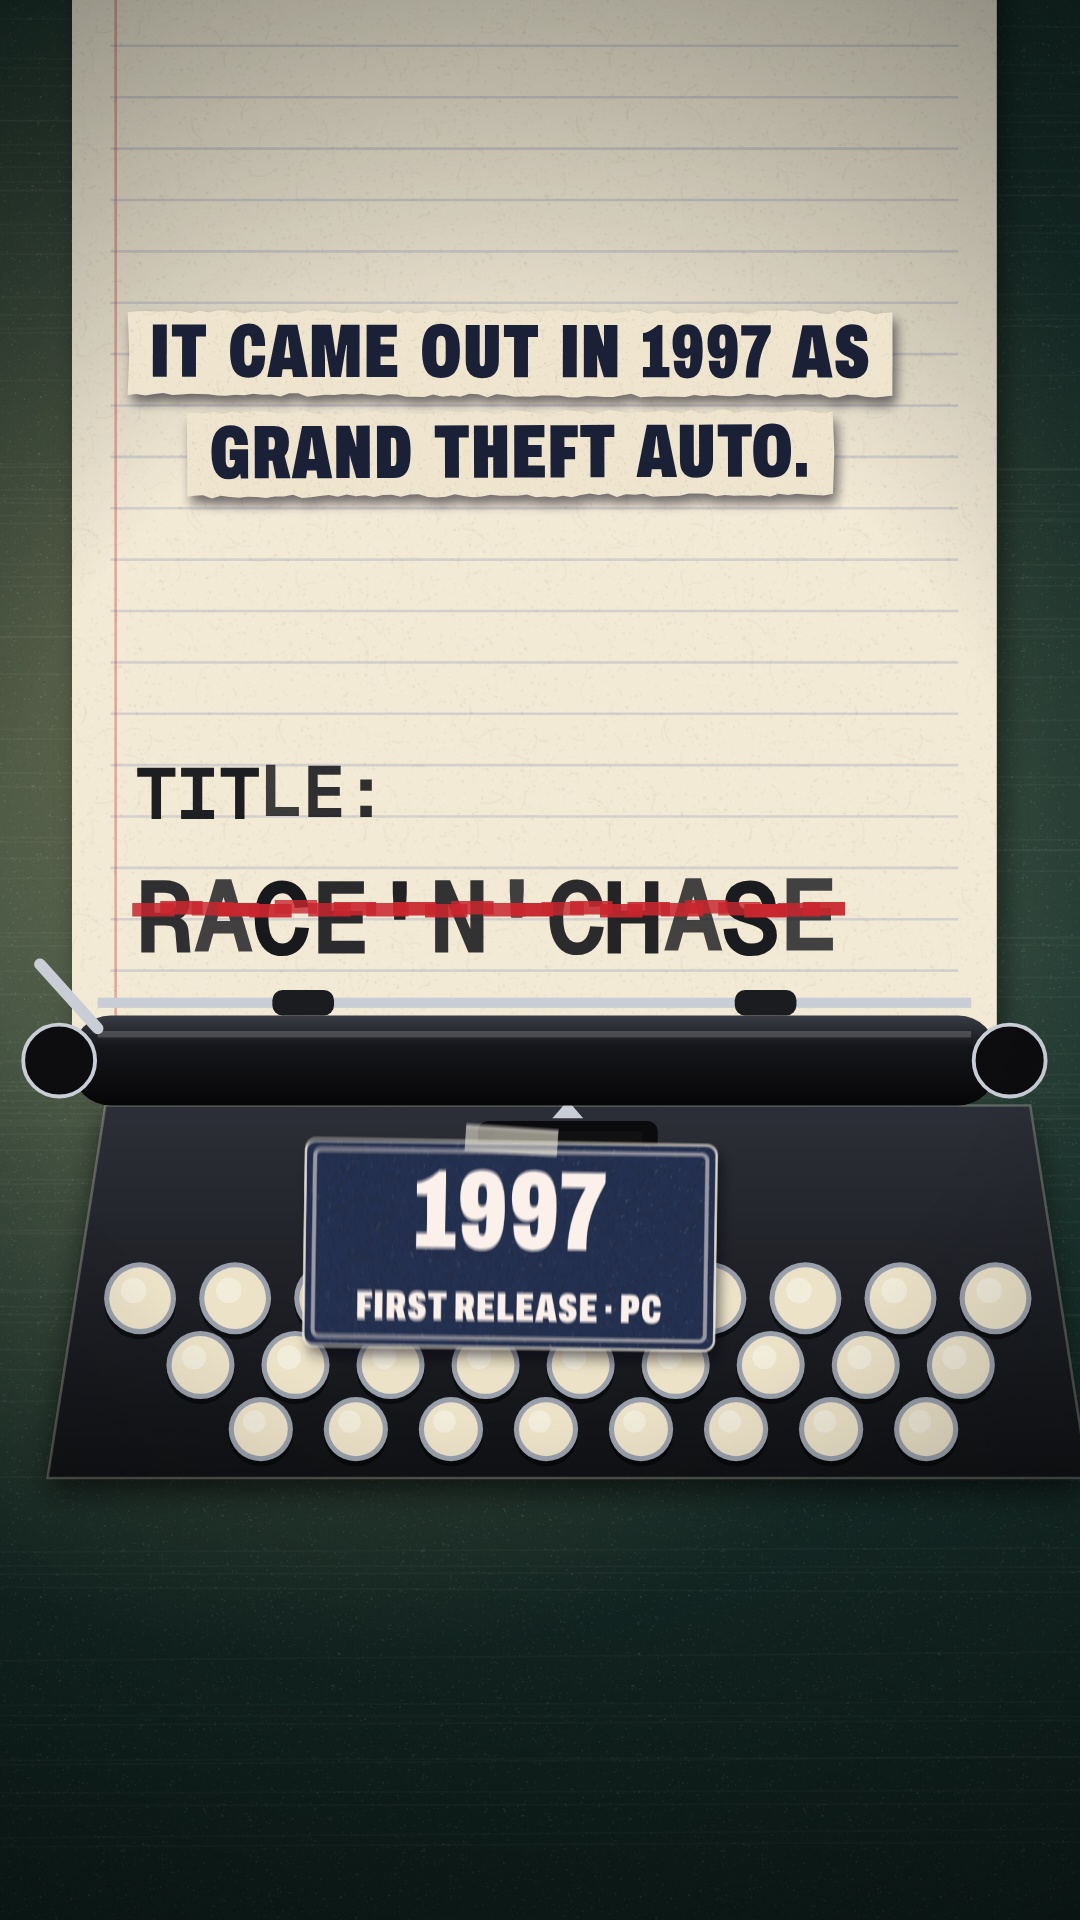 IT CAME OUT IN 1997 AS
GRAND THEFT AUTO.
TITLE:
RACE'N'CHASE
1997
FIRST RELEASE · PC